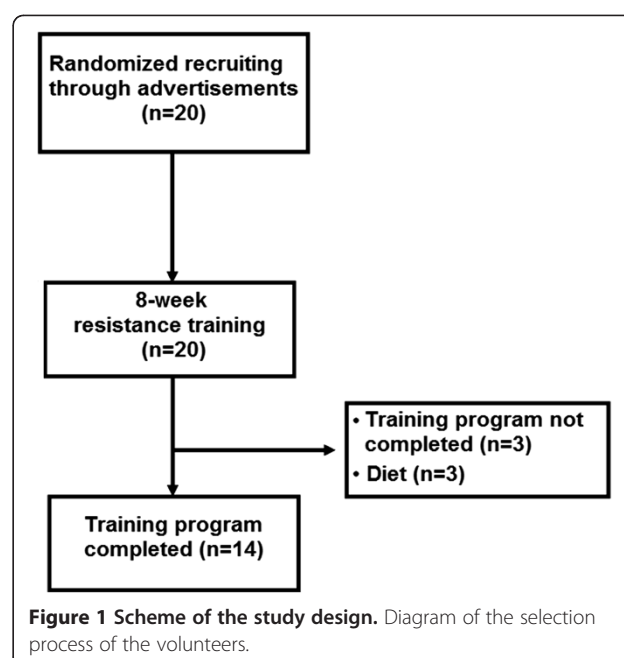 Randomized recruiting
through advertisements
(n=20)
8-week
resistance training
(n=20)
• Training program not
completed (n=3)
• Diet (n=3)
Training program
completed (n=14)
Figure 1 Scheme of the study design. Diagram of the selection
process of the volunteers.